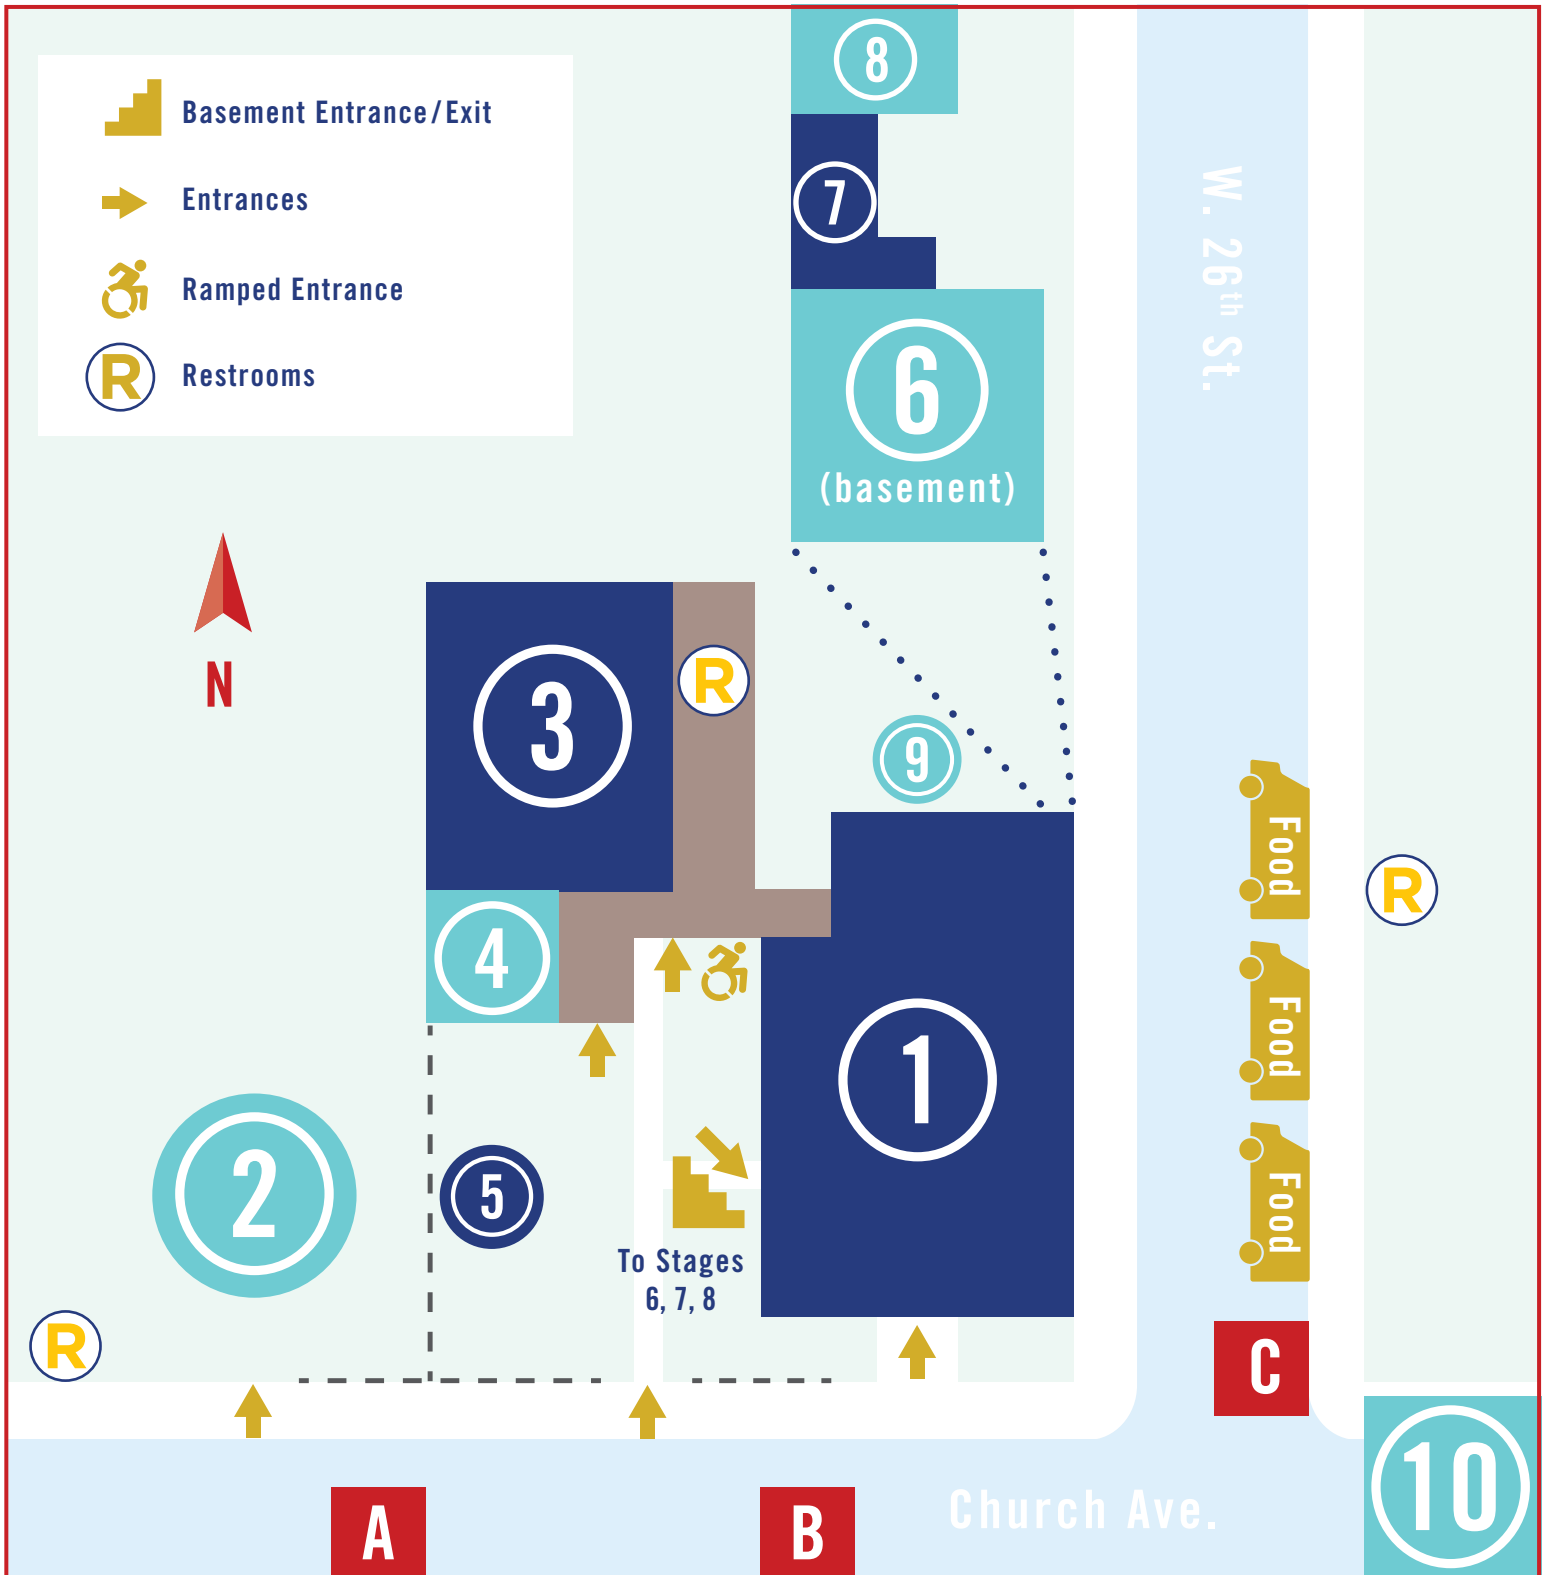 Basement Entrance/Exit
Entrances
Ramped Entrance
R
Restrooms
8
7
6
(basement)
W. 26th St.
N
3
R
9
Food
R
4
Food
1
2
5
Food
To Stages
6, 7, 8
R
C
10
A
B
Church Ave.